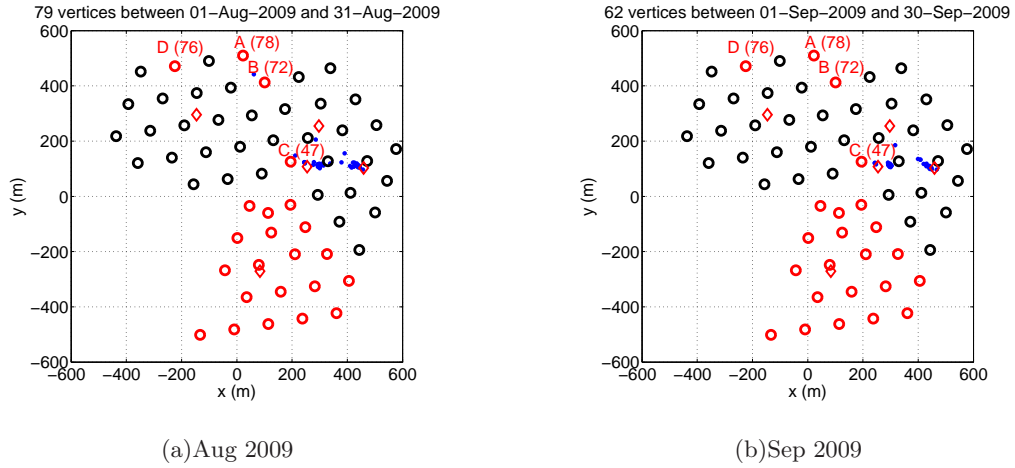 79 vertices between 01−Aug−2009 and 31−Aug−2009
600
400
200
0
−200
−400
−600
y (m)
D (76)
A (78)
B (72)
C (47)
−600 −400 −200 0 200 400 600
x (m)
(a)Aug 2009
62 vertices between 01−Sep−2009 and 30−Sep−2009
600
400
200
0
−200
−400
−600
y (m)
D (76)
A (78)
B (72)
C (47)
−600 −400 −200 0 200 400 600
x (m)
(b)Sep 2009